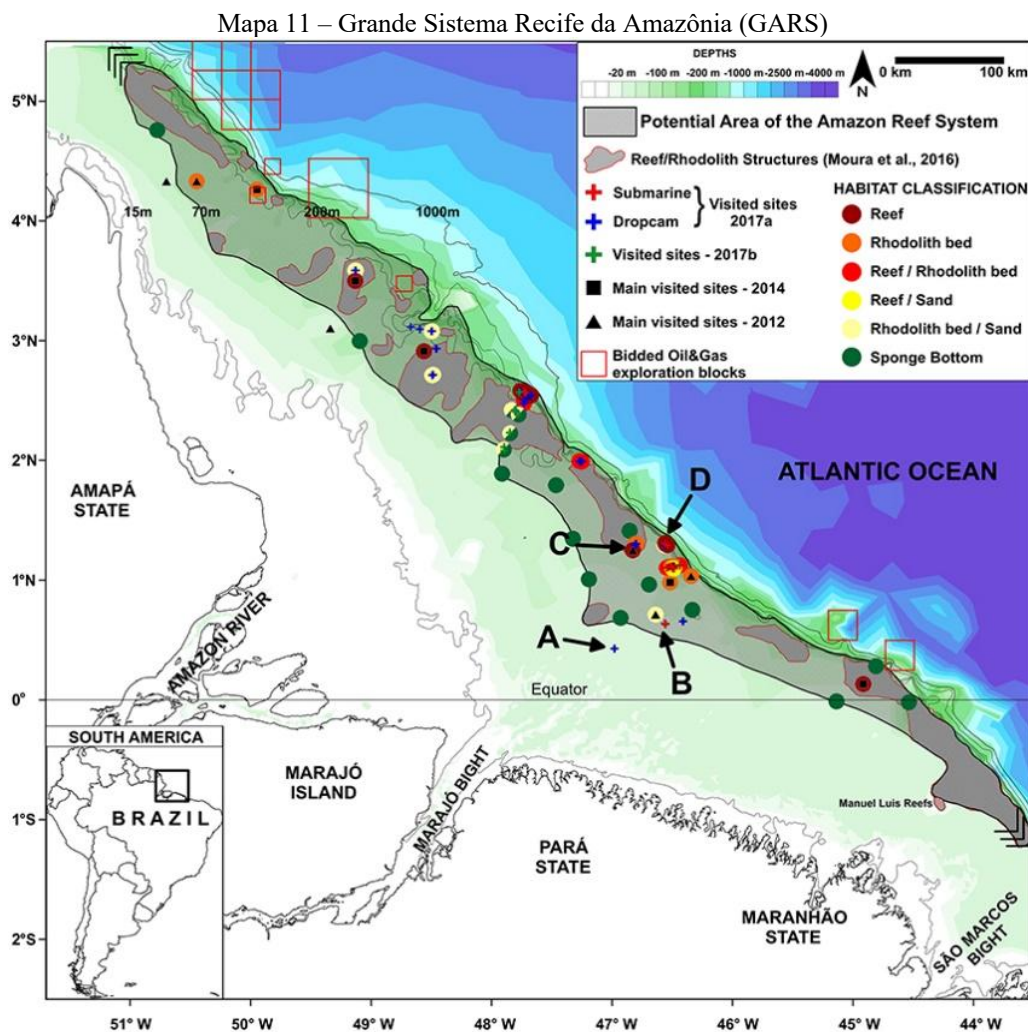 Mapa 11 – Grande Sistema Recife da Amazônia (GARS)
DEPTHS
-20 m -100 m -200 m -1000 m -2500 m -4000 m
N
0 km 100 km
Potential Area of the Amazon Reef System
Reef/Rhodolith Structures (Moura et al., 2016)
Submarine
Dropcam
Visited sites
2017a
Visited sites - 2017b
Main visited sites - 2014
Main visited sites - 2012
Bidded Oil&Gas
exploration blocks
HABITAT CLASSIFICATION
Reef
Rhodolith bed
Reef / Rhodolith bed
Reef / Sand
Rhodolith bed / Sand
Sponge Bottom
5°N
4°N
3°N
2°N
1°N
0°
1°S
2°S
15m 70m 200m 1000m
ATLANTIC OCEAN
AMAPÁ
STATE
D
C
A
B
AMAZON RIVER
Equator
SOUTH AMERICA
BRAZIL
MARAJÓ
ISLAND
MARAJÓ BIGHT
PARÁ
STATE
Manuel Luis Reefs
MARANHÃO
STATE
SÃO MARCOS
BIGHT
51°W 50°W 49°W 48°W 47°W 46°W 45°W 44°W